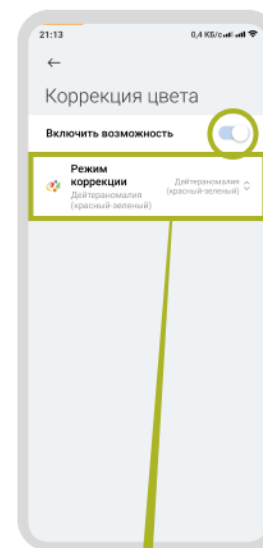 21:13 0,4 КБ/с
Коррекция цвета
Включить возможность
Режим
коррекции
Дейтераномалия
(красный-зеленый)
Дейтераномалия
(красный-зеленый)